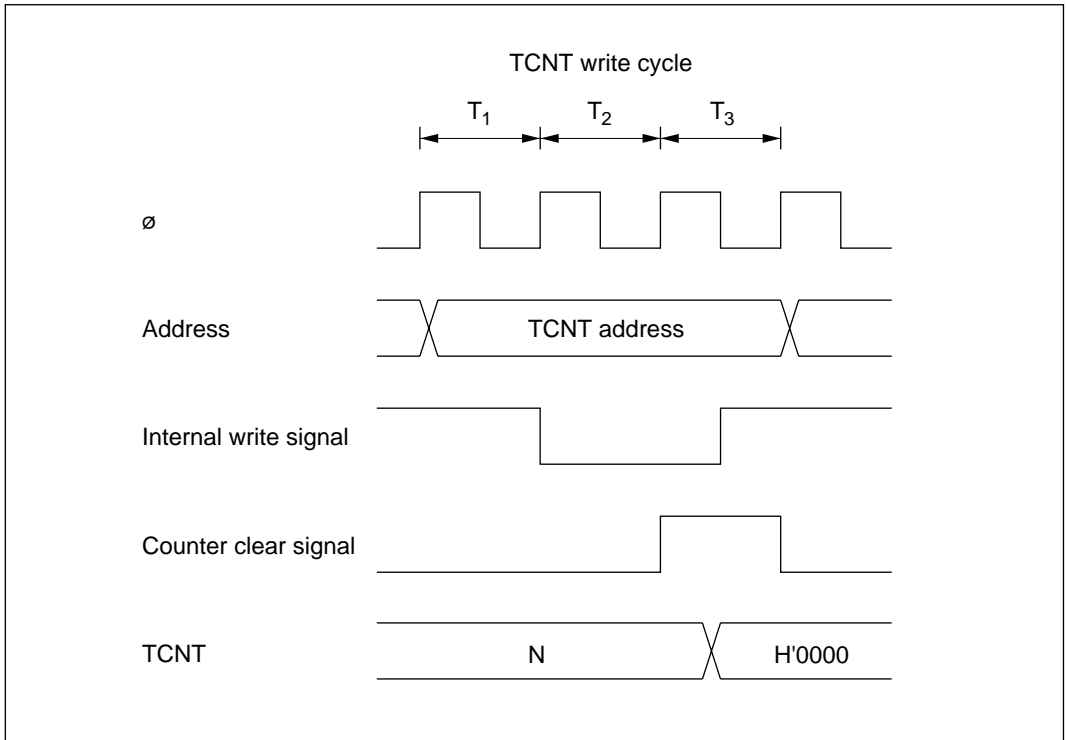 TCNT write cycle
T1 T2 T3
ø
Address
TCNT address
Internal write signal
Counter clear signal
TCNT
N
H'0000